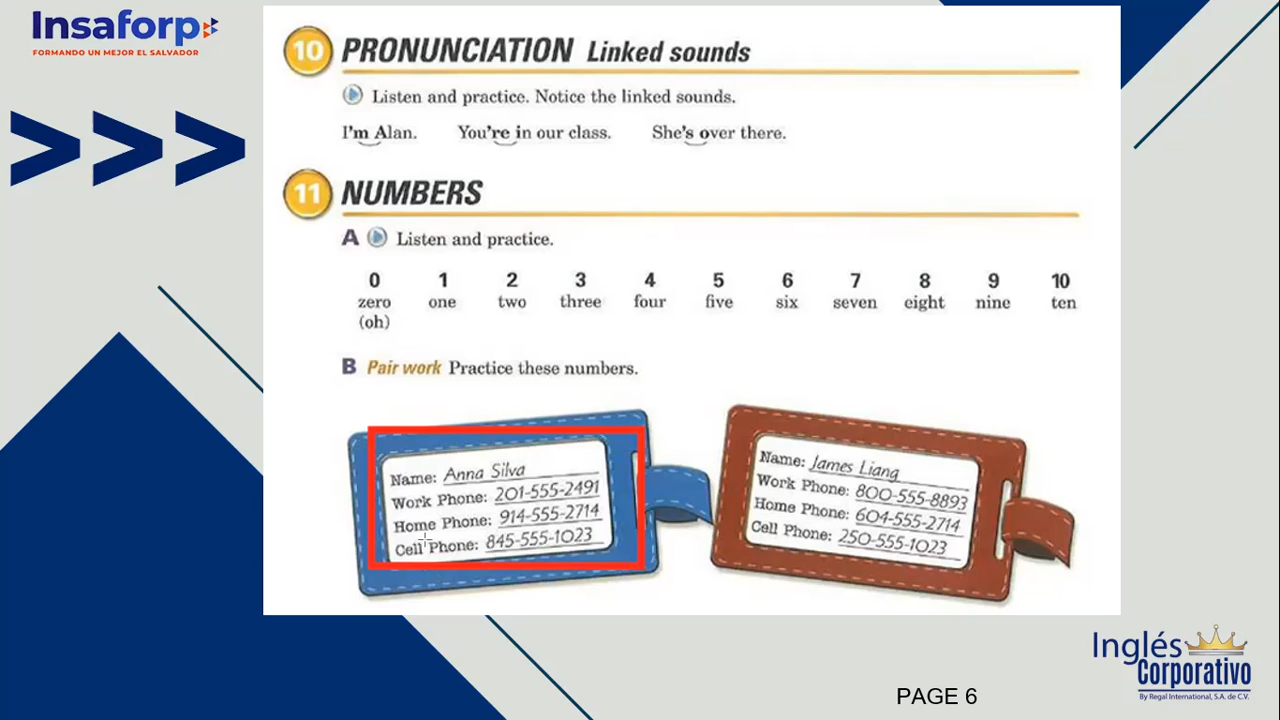 Insaforp
FORMANDO UN MEJOR EL SALVADOR
10 PRONUNCIATION Linked sounds
Listen and practice. Notice the linked sounds.
I'm Alan. You're in our class. She's over there.
11 NUMBERS
A Listen and practice.
0 1 2 3 4 5 6 7 8 9 10
zero one two three four five six seven eight nine ten
(oh)
B Pair work Practice these numbers.
Name: Anna Silva
Work Phone: 201-555-2491
Home Phone: 914-555-2714
Cell Phone: 845-555-1023
Name: James Liang
Work Phone: 800-555-8893
Home Phone: 604-555-2714
Cell Phone: 250-555-1023
Inglés
Corporativo
By Regal International, S.A. de C.V.
PAGE 6